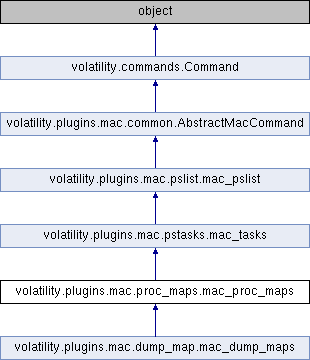 object
volatility.commands.Command
volatility.plugins.mac.common.AbstractMacCommand
volatility.plugins.mac.pslist.mac_pslist
volatility.plugins.mac.pstasks.mac_tasks
volatility.plugins.mac.proc_maps.mac_proc_maps
volatility.plugins.mac.dump_map.mac_dump_maps